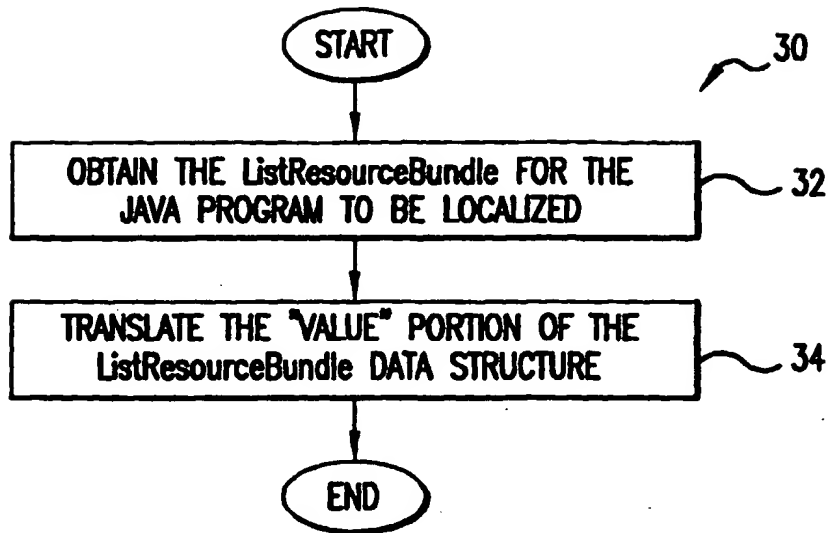 START
30
OBTAIN THE ListResourceBundle FOR THE
JAVA PROGRAM TO BE LOCALIZED
32
TRANSLATE THE "VALUE" PORTION OF THE
ListResourceBundle DATA STRUCTURE
34
END